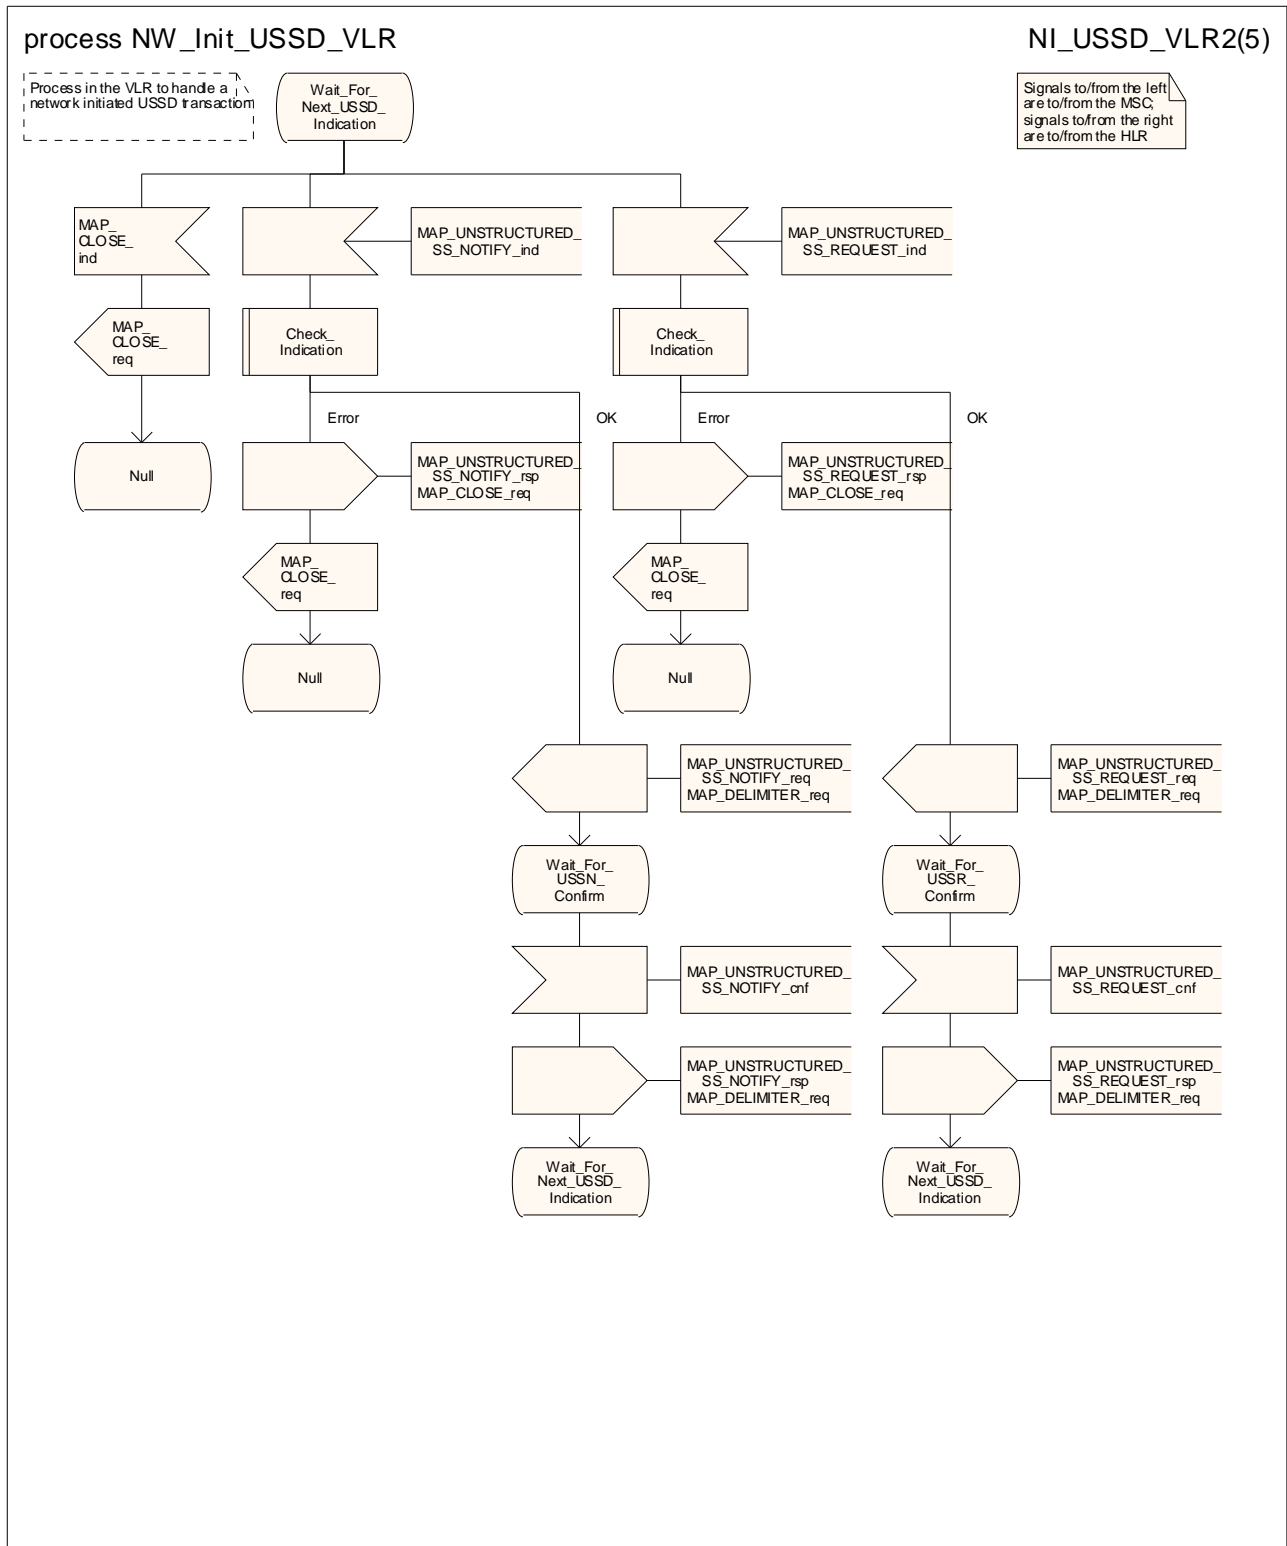 process NW_Init_USSD_VLR
NI_USSD_VLR2(5)
Process in the VLR to handle a
network initiated USSD transaction
Wait_For_
Next_USSD_
Indication
Signals to/from the left
are to/from the MSC;
signals to/from the right
are to/from the HLR
MAP_
CLOSE_
ind
MAP_UNSTRUCTURED_
SS_NOTIFY_ind
MAP_UNSTRUCTURED_
SS_REQUEST_ind
MAP_
CLOSE_
req
Check_
Indication
Check_
Indication
Error
OK
Error
OK
Null
MAP_UNSTRUCTURED_
SS_NOTIFY_rsp
MAP_CLOSE_req
MAP_UNSTRUCTURED_
SS_REQUEST_rsp
MAP_CLOSE_req
MAP_
CLOSE_
req
MAP_
CLOSE_
req
Null
Null
MAP_UNSTRUCTURED_
SS_NOTIFY_req
MAP_DELIMITER_req
MAP_UNSTRUCTURED_
SS_REQUEST_req
MAP_DELIMITER_req
Wait_For_
USSN_
Confirm
Wait_For_
USSR_
Confirm
MAP_UNSTRUCTURED_
SS_NOTIFY_cnf
MAP_UNSTRUCTURED_
SS_REQUEST_cnf
MAP_UNSTRUCTURED_
SS_NOTIFY_rsp
MAP_DELIMITER_req
MAP_UNSTRUCTURED_
SS_REQUEST_rsp
MAP_DELIMITER_req
Wait_For_
Next_USSD_
Indication
Wait_For_
Next_USSD_
Indication